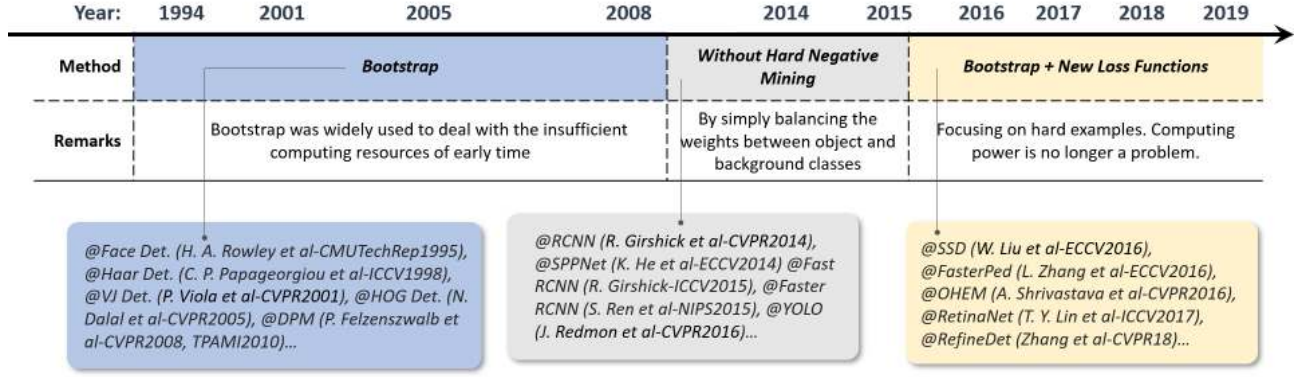 Year: 1994 2001 2005 2008 2014 2015 2016 2017 2018 2019
Method
Bootstrap
Without Hard Negative
Mining
Bootstrap + New Loss Functions
Remarks
Bootstrap was widely used to deal with the insufficient
computing resources of early time
By simply balancing the
weights between object and
background classes
Focusing on hard examples. Computing
power is no longer a problem.
@Face Det. (H. A. Rowley et al-CMUTechRep1995),
@Haar Det. (C. P. Papageorgiou et al-ICCV1998),
@VJ Det. (P. Viola et al-CVPR2001), @HOG Det. (N.
Dalal et al-CVPR2005), @DPM (P. Felzenszwalb et
al-CVPR2008, TPAMI2010)...
@RCNN (R. Girshick et al-CVPR2014),
@SPPNet (K. He et al-ECCV2014) @Fast
RCNN (R. Girshick-ICCV2015), @Faster
RCNN (S. Ren et al-NIPS2015), @YOLO
(J. Redmon et al-CVPR2016)...
@SSD (W. Liu et al-ECCV2016),
@FasterPed (L. Zhang et al-ECCV2016),
@OHEM (A. Shrivastava et al-CVPR2016),
@RetinaNet (T. Y. Lin et al-ICCV2017),
@RefineDet (Zhang et al-CVPR18)...